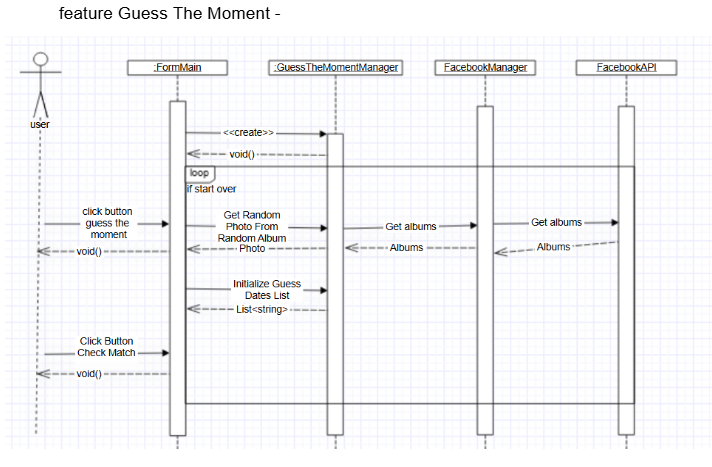 feature Guess The Moment -
:FormMain
:GuessTheMomentManager
FacebookManager
FacebookAPI
user
<<create>>
void()
loop
if start over
click button
guess the
moment
Get Random
Photo From
Random Album
Get albums
Get albums
void()
Photo
Albums
Albums
Initialize Guess
Dates List
List<string>
Click Button
Check Match
void()